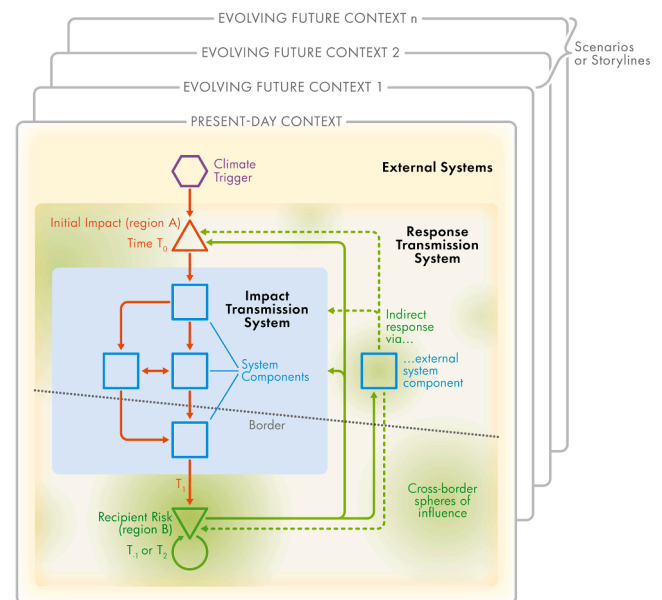 EVOLVING FUTURE CONTEXT n
Scenarios
or Storylines
EVOLVING FUTURE CONTEXT 2
EVOLVING FUTURE CONTEXT 1
PRESENT-DAY CONTEXT
Climate
Trigger
External Systems
Initial Impact (region A)
Time T0
Response
Transmission
System
Impact
Transmission
System
Indirect
response
via...
...external
system
component
System
Components
Border
T1
Cross-border
spheres of
influence
Recipient Risk
(region B)
T-1 or T2